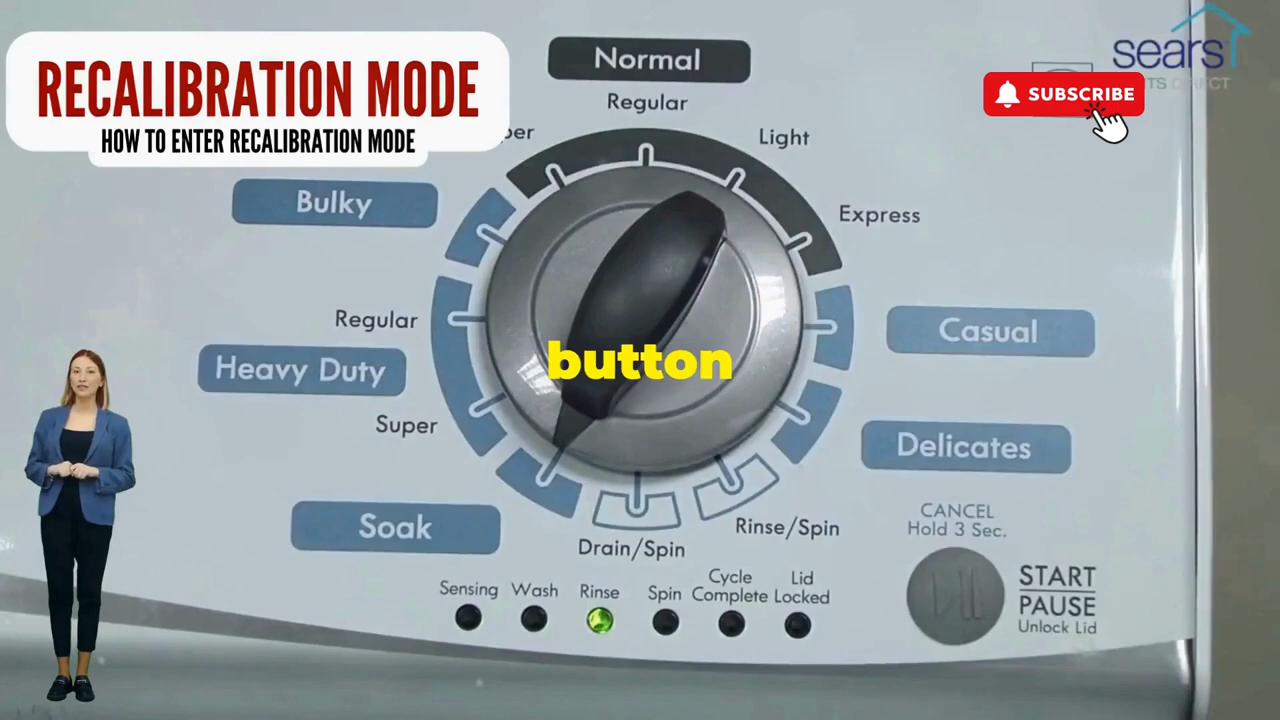 sears
RECALIBRATION MODE
HOW TO ENTER RECALIBRATION MODE
SUBSCRIBE
Normal
Regular
Light
Bulky
Express
Regular
Casual
Heavy Duty
Super
button
Delicates
Soak
Rinse/Spin
Drain/Spin
CANCEL
Hold 3 Sec.
Sensing
Wash
Rinse
Spin
Cycle
Complete
Lid
Locked
START
PAUSE
Unlock Lid